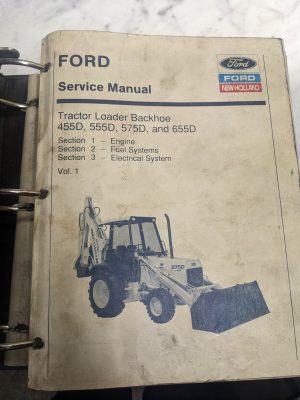 FORD
Service Manual
Ford
FORD
NEW HOLLAND
Tractor Loader Backhoe
455D, 555D, 575D, and 655D
Section 1 – Engine
Section 2 – Fuel Systems
Section 3 – Electrical System
Vol. 1